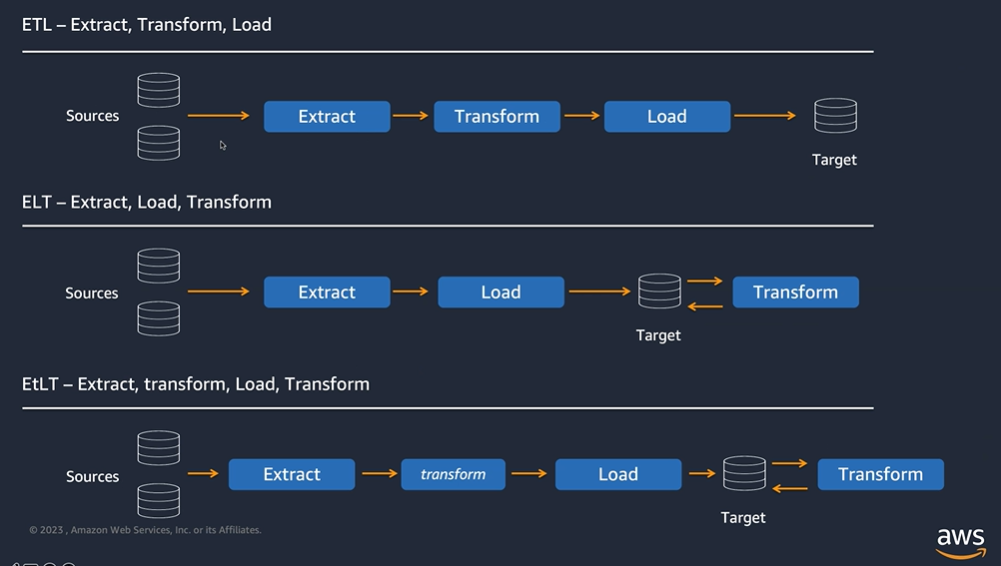 ETL – Extract, Transform, Load
Sources
Extract
Transform
Load
Target
ELT – Extract, Load, Transform
Sources
Extract
Load
Target
Transform
EtLT – Extract, transform, Load, Transform
Sources
Extract
transform
Load
Target
Transform
© 2023 , Amazon Web Services, Inc. or its Affiliates.
aws